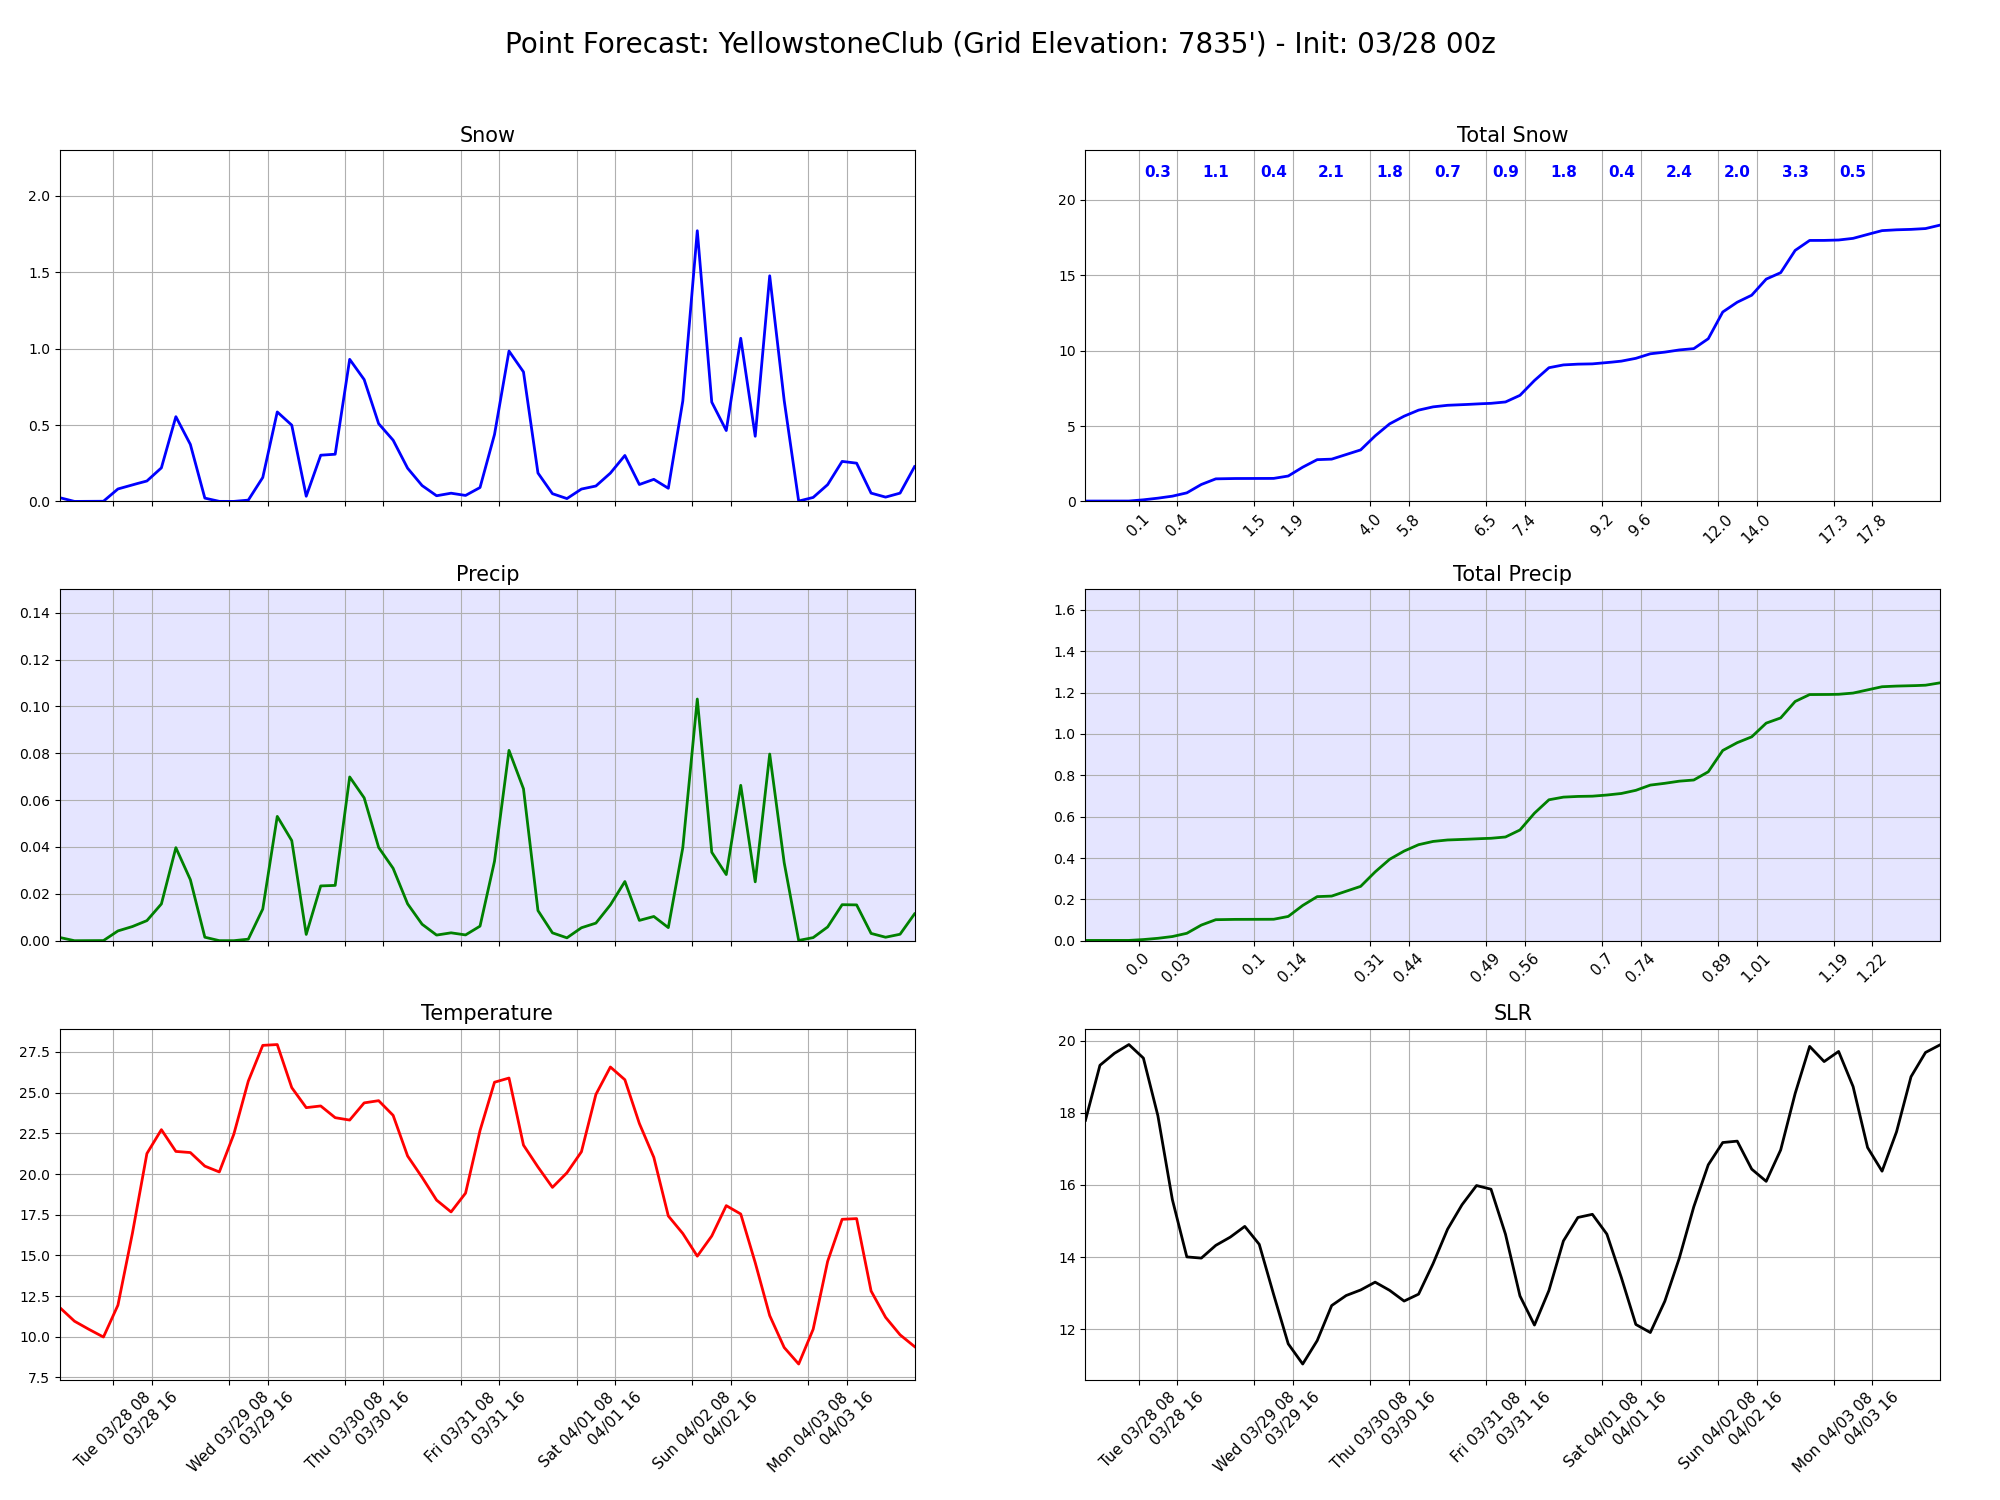 Point Forecast: YellowstoneClub (Grid Elevation: 7835') - Init: 03/28 00z
Snow
2.0
1.5
1.0
0.5
0.0
Total Snow
0.3 1.1 0.4 2.1 1.8 0.7 0.9 1.8 0.4 2.4 2.0 3.3 0.5
20
15
10
5
0
0.1 0.4 1.5 1.9 4.0 5.8 6.5 7.4 9.2 9.6 12.0 14.0 17.3 17.8
Precip
0.14
0.12
0.10
0.08
0.06
0.04
0.02
0.00
Total Precip
1.6
1.4
1.2
1.0
0.8
0.6
0.4
0.2
0.0
0.0 0.03 0.1 0.14 0.31 0.44 0.49 0.56 0.7 0.74 0.89 1.01 1.19 1.22
Temperature
27.5
25.0
22.5
20.0
17.5
15.0
12.5
10.0
7.5
Tue 03/28 08
03/28 16
Wed 03/29 08
03/29 16
Thu 03/30 08
03/30 16
Fri 03/31 08
03/31 16
Sat 04/01 08
04/01 16
Sun 04/02 08
04/02 16
Mon 04/03 08
04/03 16
SLR
20
18
16
14
12
Tue 03/28 08
03/28 16
Wed 03/29 08
03/29 16
Thu 03/30 08
03/30 16
Fri 03/31 08
03/31 16
Sat 04/01 08
04/01 16
Sun 04/02 08
04/02 16
Mon 04/03 08
04/03 16